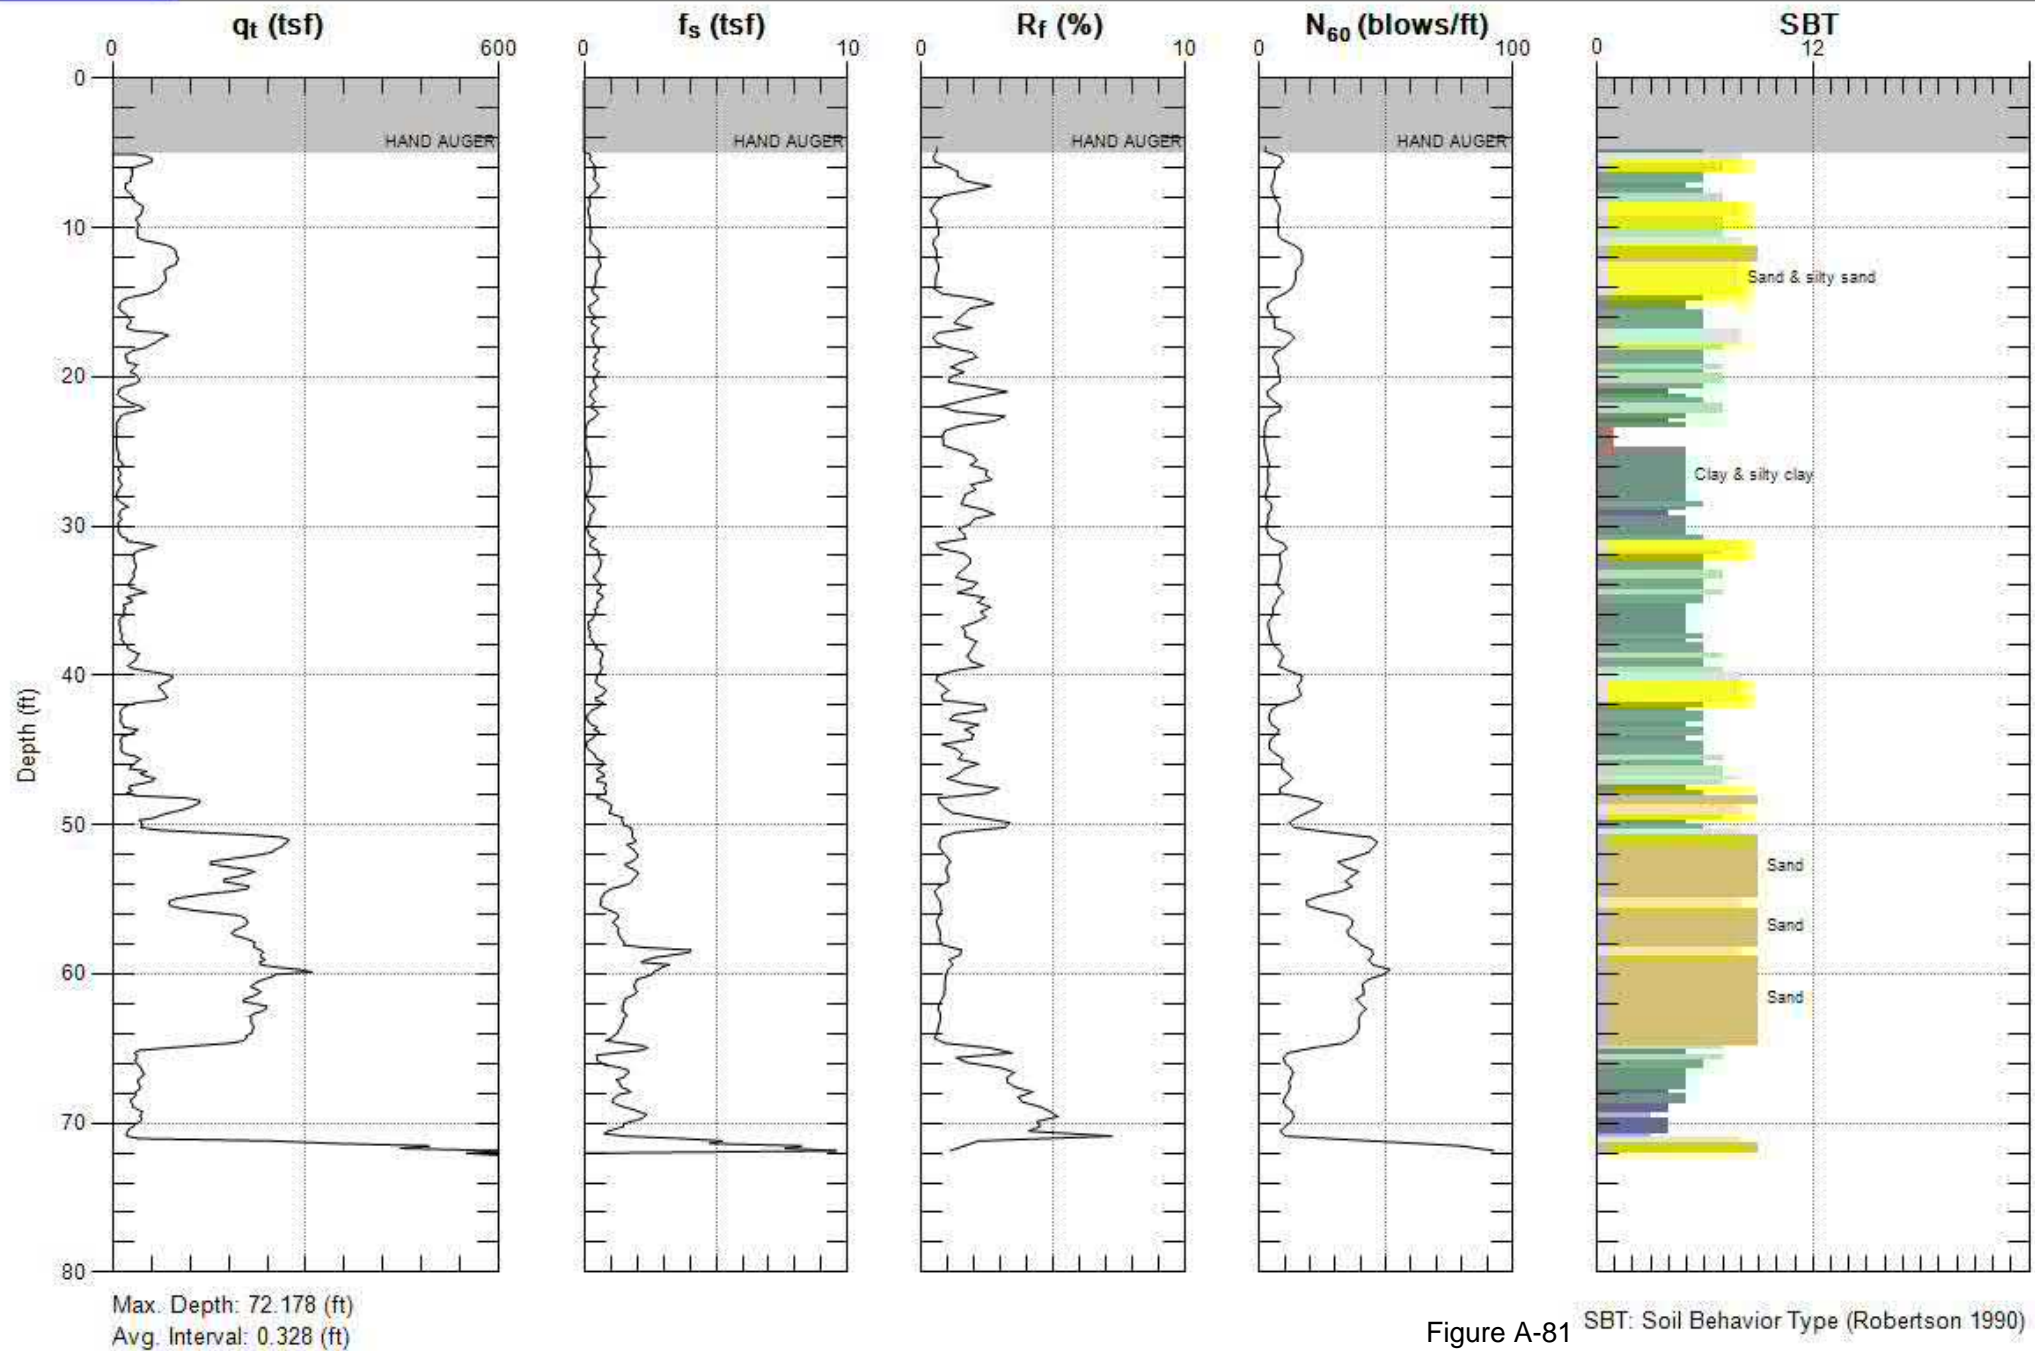 qt (tsf) fs (tsf) Rf (%) N60 (blows/ft) SBT
0 600 0 10 0 10 0 100 0 12
0
HAND AUGER HAND AUGER HAND AUGER HAND AUGER
10
Sand & silty sand
20
Clay & silty clay
30
40
Depth (ft)
50
Sand
Sand
60
Sand
70
80
Max. Depth: 72.178 (ft)
Avg. Interval: 0.328 (ft)
Figure A-81
SBT: Soil Behavior Type (Robertson 1990)